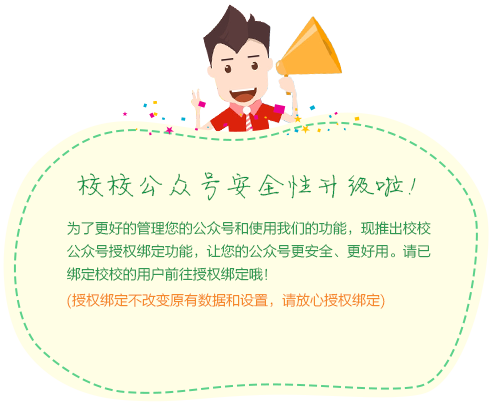 校校公众号安全性升级啦!
为了更好的管理您的公众号和使用我们的功能，现推出校校
公众号授权绑定功能，让您的公众号更安全、更好用。请已
绑定校校的用户前往授权绑定哦!
(授权绑定不改变原有数据和设置，请放心授权绑定)